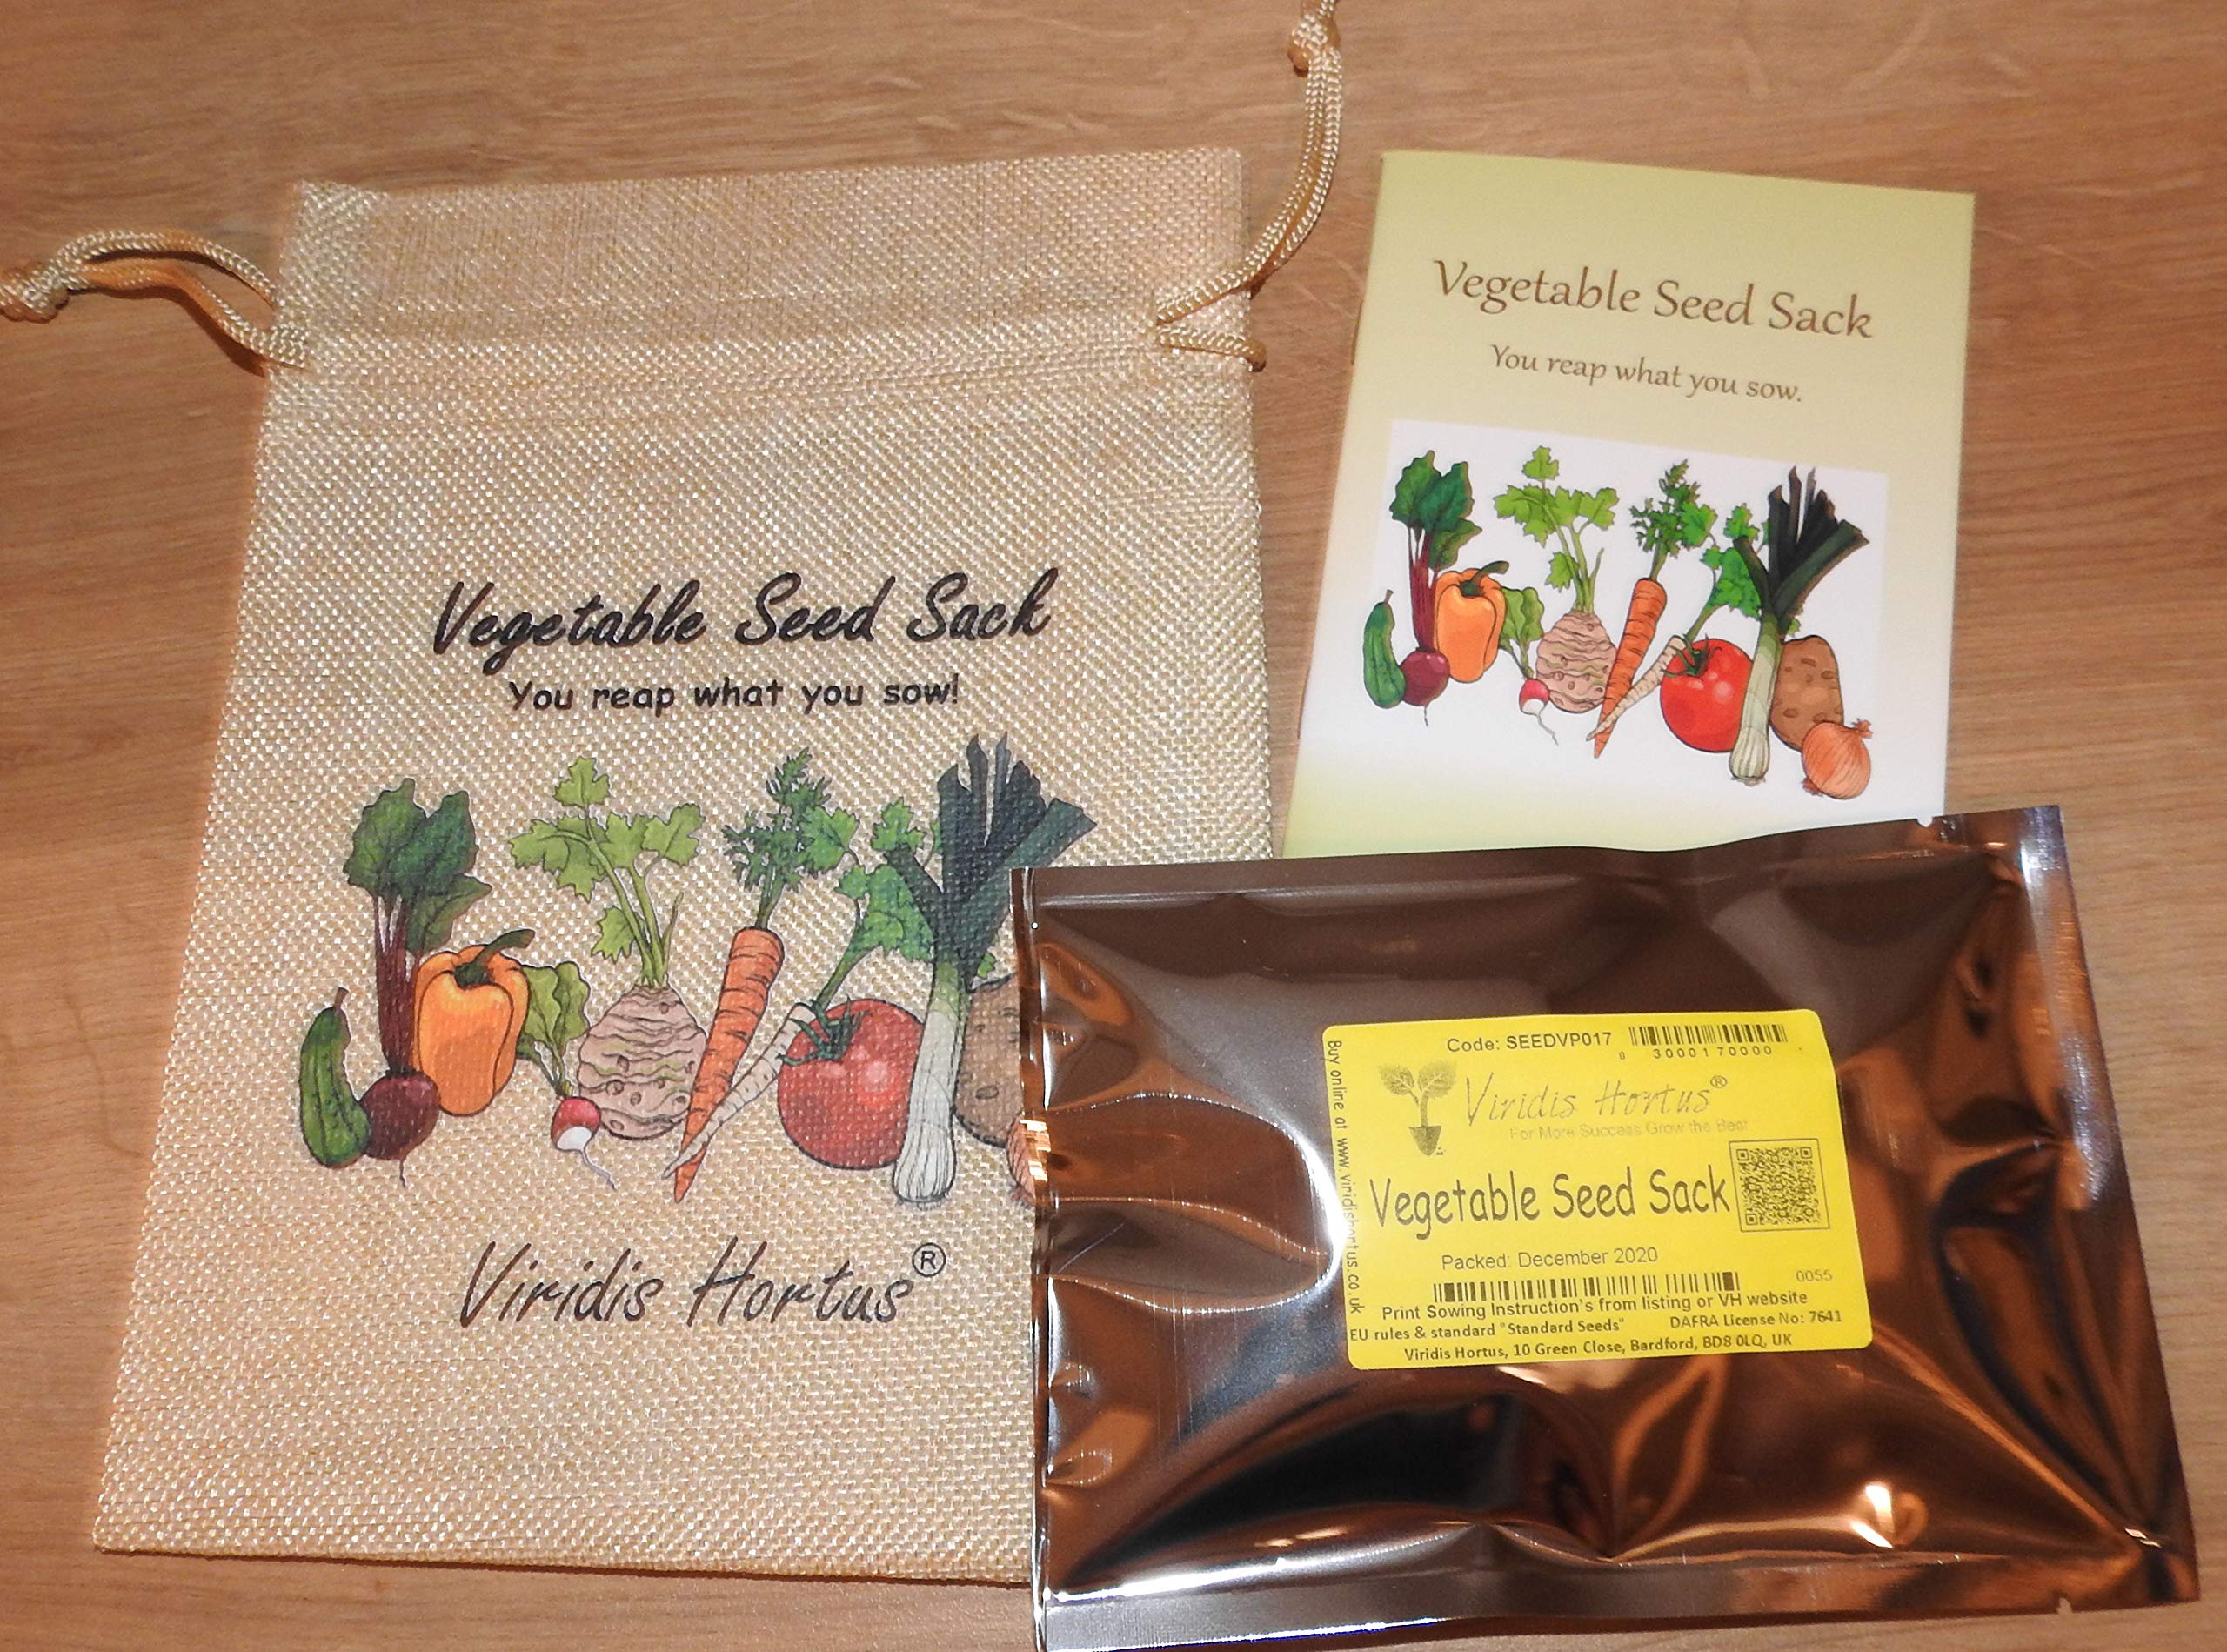 Vegetable Seed Sack
You reap what you sow!
Viridis Hortus®
Vegetable Seed Sack
You reap what you sow.
Code: SEEDVP017
0 3000170000
Viridis Hortus®
For More Success Grow the Best
Vegetable Seed Sack
Packed: December 2020
0055
Print Sowing Instruction's from listing or VH website
EU rules & standard "Standard Seeds" DAFRA License No: 7641
Viridis Hortus, 10 Green Close, Bardford, BD8 0LQ, UK
Buy online at www.viridishortus.co.uk